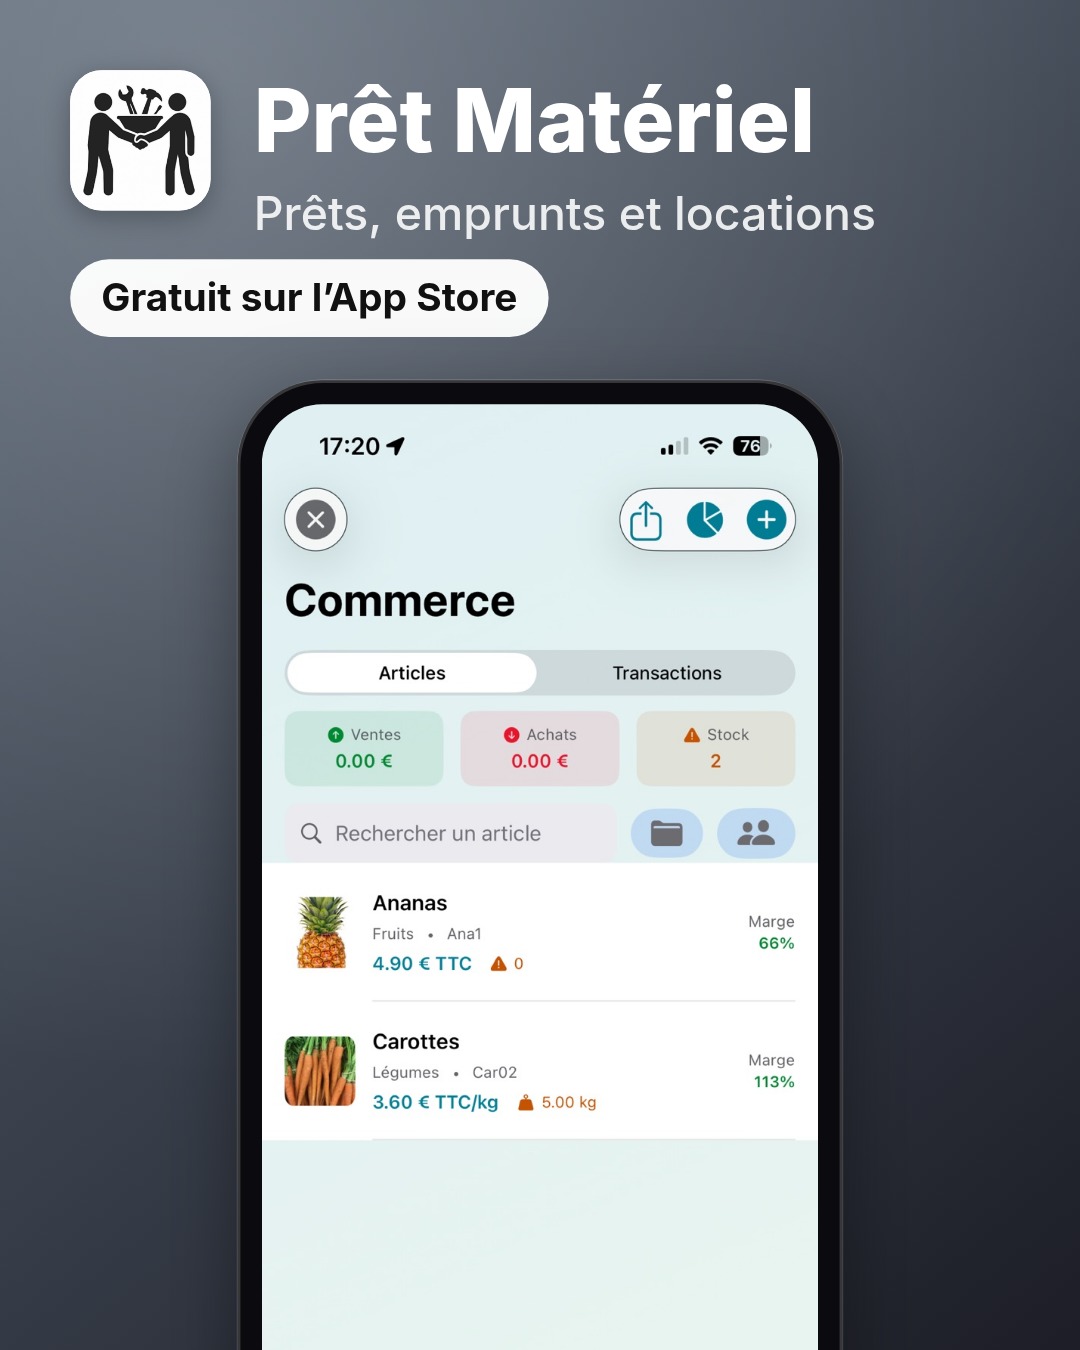 Prêt Matériel
Prêts, emprunts et locations
Gratuit sur l’App Store
17:20
76
Commerce
Articles
Transactions
Ventes
0.00 €
Achats
0.00 €
Stock
2
Rechercher un article
Ananas
Fruits • Ana1
4.90 € TTC 0
Marge
66%
Carottes
Légumes • Car02
3.60 € TTC/kg 5.00 kg
Marge
113%